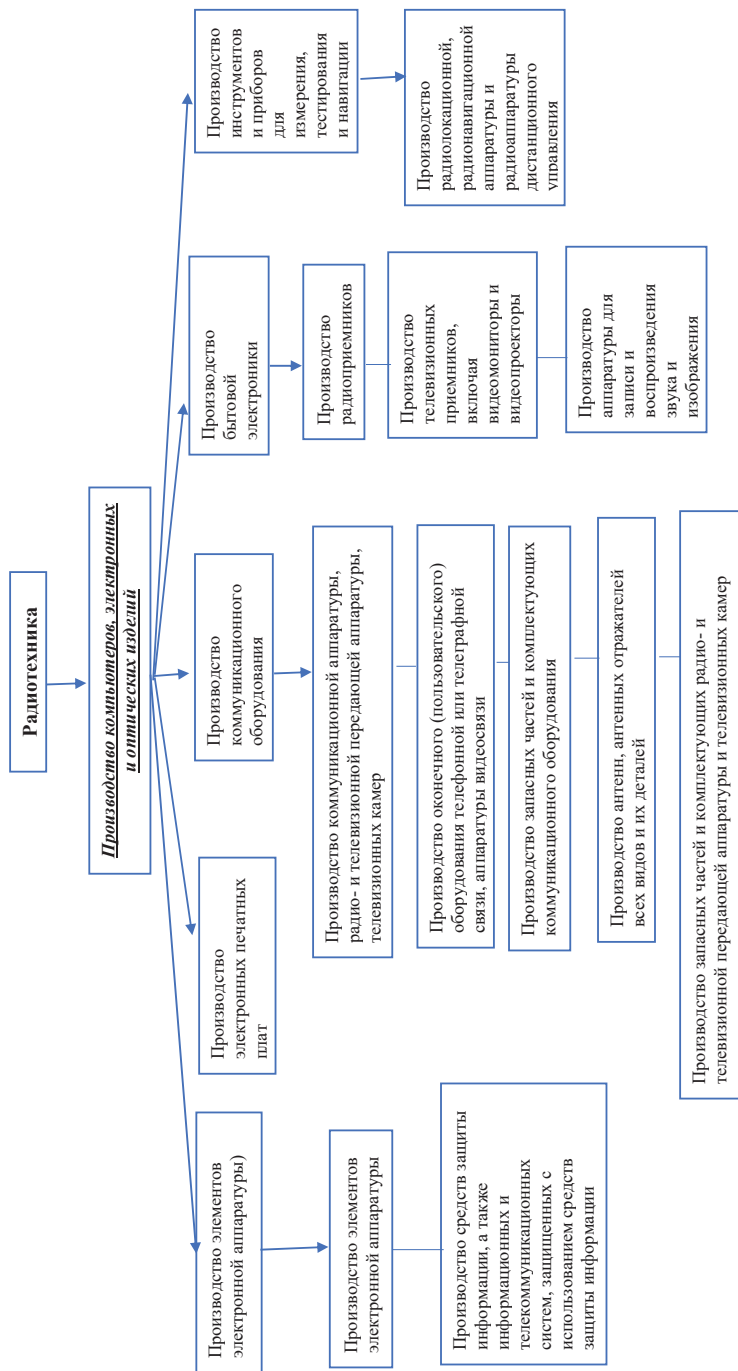 Радиотехника
Производство компьютеров, электронных
и оптических изделий
Производство элементов
электронной аппаратуры)
Производство элементов
электронной аппаратуры
Производство средств защиты
информации, а также
информационных и
телекоммуникационных
систем, защищенных с
использованием средств
защиты информации
Производство
электронных печатных
плат
Производство
коммуникационного
оборудования
Производство коммуникационной аппаратуры,
радио- и телевизионной передающей аппаратуры,
телевизионных камер
Производство оконечного (пользовательского)
оборудования телефонной или телеграфной
связи, аппаратуры видеосвязи
Производство запасных частей и комплектующих
коммуникационного оборудования
Производство антенн, антенных отражателей
всех видов и их деталей
Производство запасных частей и комплектующих радио- и
телевизионной передающей аппаратуры и телевизионных камер
Производство
бытовой
электроники
Производство
радиоприемников
Производство
телевизионных
приемников,
включая
видеомониторы и
видеопроекторы
Производство
аппаратуры для
записи и
воспроизведения
звука и
изображения
Производство
инструментов
и приборов
для
измерения,
тестирования
и навигации
Производство
радиолокационной,
радионавигационной
аппаратуры и
радиоаппаратуры
дистанционного
управления